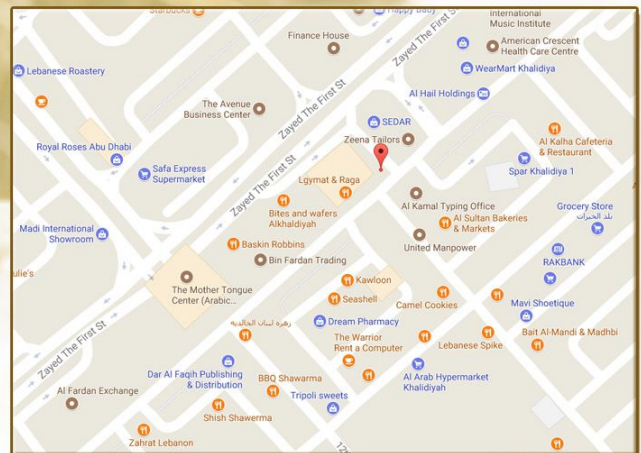 Starbucks
Happy Baby
International
Music Institute
Finance House
Zayed The First St
American Crescent
Health Care Centre
Lebanese Roastery
WearMart Khalidiya
Al Hail Holdings
The Avenue
Business Center
Zayed The First St
SEDAR
Zeena Tailors
Al Kalha Cafeteria
& Restaurant
Royal Roses Abu Dhabi
Safa Express
Supermarket
Lgymat & Raga
Spar Khalidiya 1
Zayed The First St
Bites and wafers
Alkhaldiyah
Al Kamal Typing Office
Grocery Store
بلد الخيرات
Al Sultan Bakeries
& Markets
Madi International
Showroom
Baskin Robbins
United Manpower
RAKBANK
Bin Fardan Trading
ulie's
The Mother Tongue
Center (Arabic...
Kawloon
Seashell
Camel Cookies
Mavi Shoetique
زهرة لبنان الخالدية
Dream Pharmacy
The Warrior
Rent a Computer
Lebanese Spike
Bait Al-Mandi & Madhbi
Zayed The First St
Dar Al Faqih Publishing
& Distribution
BBQ Shawarma
Al Arab Hypermarket
Khalidiyah
Al Fardan Exchange
Shish Shawerma
Tripoli sweets
Zahrat Lebanon